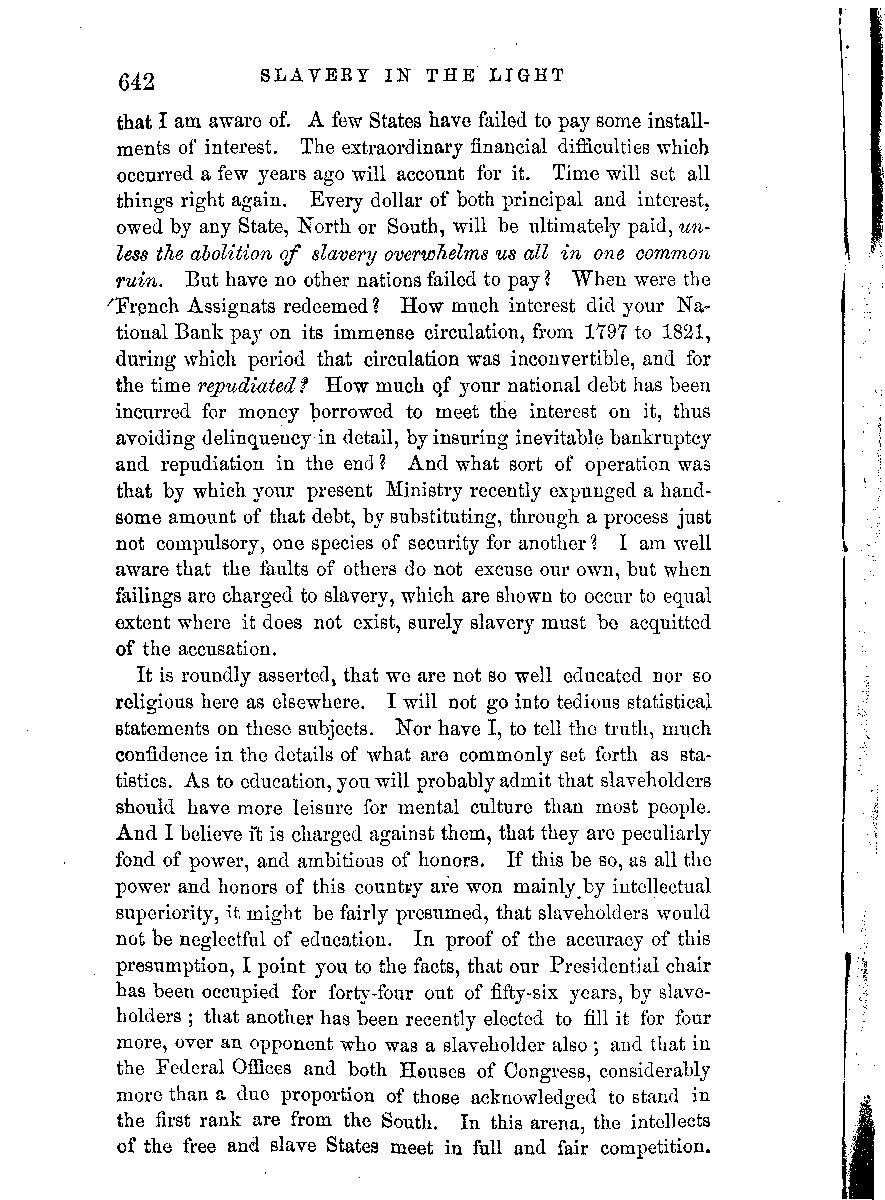 642 SLAVERY IN THE LIGHT
that I am aware of. A few States have failed to pay some install-
ments of interest. The extraordinary financial difficulties which
occurred a few years ago will account for it. Time will set all
things right again. Every dollar of both principal and interest,
owed by any State, North or South, will be ultimately paid, un-
less the abolition of slavery overwhelms us all in one common
ruin. But have no other nations failed to pay? When were the
French Assignats redeemed? How much interest did your Na-
tional Bank pay on its immense circulation, from 1797 to 1821,
during which period that circulation was inconvertible, and for
the time repudiated? How much of your national debt has been
incurred for money borrowed to meet the interest on it, thus
avoiding delinquency in detail, by insuring inevitable bankruptcy
and repudiation in the end? And what sort of operation was
that by which your present Ministry recently expunged a hand-
some amount of that debt, by substituting, through a process just
not compulsory, one species of security for another? I am well
aware that the faults of others do not excuse our own, but when
failings are charged to slavery, which are shown to occur to equal
extent where it does not exist, surely slavery must be acquitted
of the accusation.
It is roundly asserted, that we are not so well educated nor so
religious here as elsewhere. I will not go into tedious statistical
statements on these subjects. Nor have I, to tell the truth, much
confidence in the details of what are commonly set forth as sta-
tistics. As to education, you will probably admit that slaveholders
should have more leisure for mental culture than most people.
And I believe it is charged against them, that they are peculiarly
fond of power, and ambitious of honors. If this be so, as all the
power and honors of this country are won mainly by intellectual
superiority, it might be fairly presumed, that slaveholders would
not be neglectful of education. In proof of the accuracy of this
presumption, I point you to the facts, that our Presidential chair
has been occupied for forty-four out of fifty-six years, by slave-
holders; that another has been recently elected to fill it for four
more, over an opponent who was a slaveholder also; and that in
the Federal Offices and both Houses of Congress, considerably
more than a due proportion of those acknowledged to stand in
the first rank are from the South. In this arena, the intellects
of the free and slave States meet in full and fair competition.